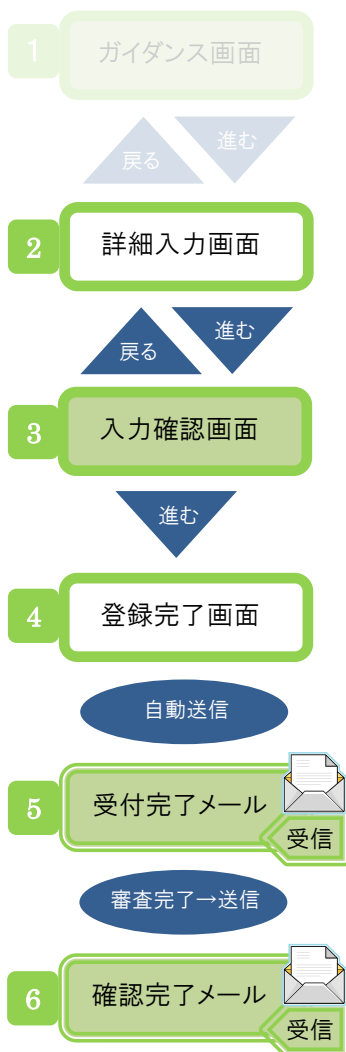 1 ガイダンス画面
戻る 進む
2 詳細入力画面
戻る 進む
3 入力確認画面
進む
4 登録完了画面
自動送信
5 受付完了メール
受信
審査完了→送信
6 確認完了メール
受信